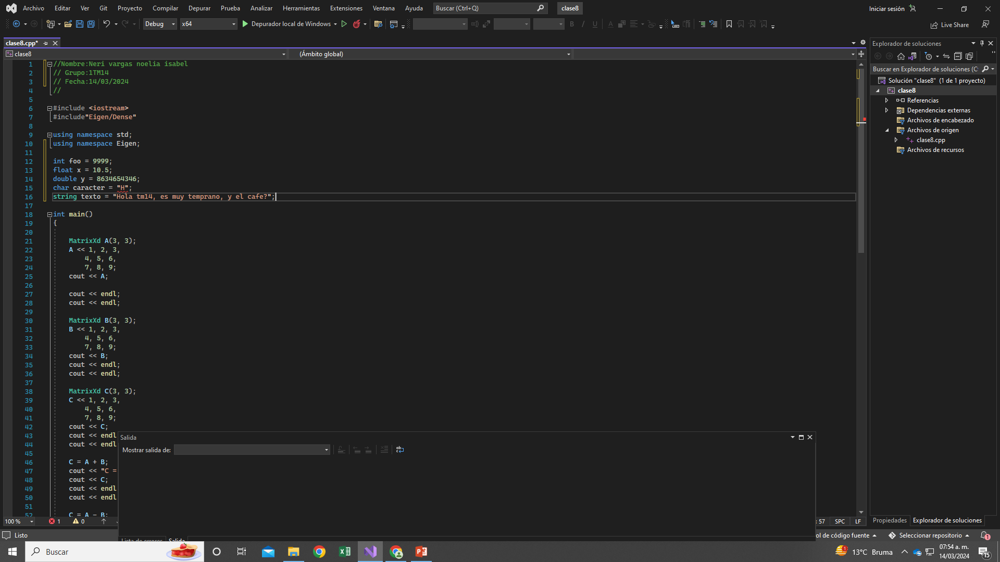 Archivo Editar Ver Git Proyecto Compilar Depurar Prueba Analizar Herramientas Extensiones Ventana Ayuda Buscar (Ctrl+Q) clase8 Iniciar sesión
Debug x64 Depurador local de Windows Live Share
clase8.cpp*
clase8 (Ámbito global)
1 //Nombre:Neri vargas noelia isabel
2 // Grupo:1TM14
3 // Fecha:14/03/2024
4 //
5
6 #include <iostream>
7 #include"Eigen/Dense"
8
9 using namespace std;
10 using namespace Eigen;
11
12 int foo = 9999;
13 float x = 10.5;
14 double y = 8634654346;
15 char caracter = "H";
16 string texto = "Hola tm14, es muy temprano, y el cafe?";
17
18 int main()
19 {
20
21 MatrixXd A(3, 3);
22 A << 1, 2, 3,
23 4, 5, 6,
24 7, 8, 9;
25 cout << A;
26
27 cout << endl;
28 cout << endl;
29
30 MatrixXd B(3, 3);
31 B << 1, 2, 3,
32 4, 5, 6,
33 7, 8, 9;
34 cout << B;
35 cout << endl;
36 cout << endl;
37
38 MatrixXd C(3, 3);
39 C << 1, 2, 3,
40 4, 5, 6,
41 7, 8, 9;
42 cout << C;
43 cout << endl
44 cout << endl
45
46 C = A + B;
47 cout << "C =
48 cout << C;
49 cout << endl
50 cout << endl
51
52 C = A - B;
Salida
Mostrar salida de:
Lista de errores Salida
100 % 1 0 : 57 SPC LF
Explorador de soluciones
Buscar en Explorador de soluciones (C
Solución "clase8" (1 de 1 proyecto)
clase8
Referencias
Dependencias externas
Archivos de encabezado
Archivos de origen
clase8.cpp
Archivos de recursos
Propiedades Explorador de soluciones
Listo ol de código fuente Seleccionar repositorio 1
Buscar 1 13°C Bruma 07:54 a. m.
14/03/2024 15